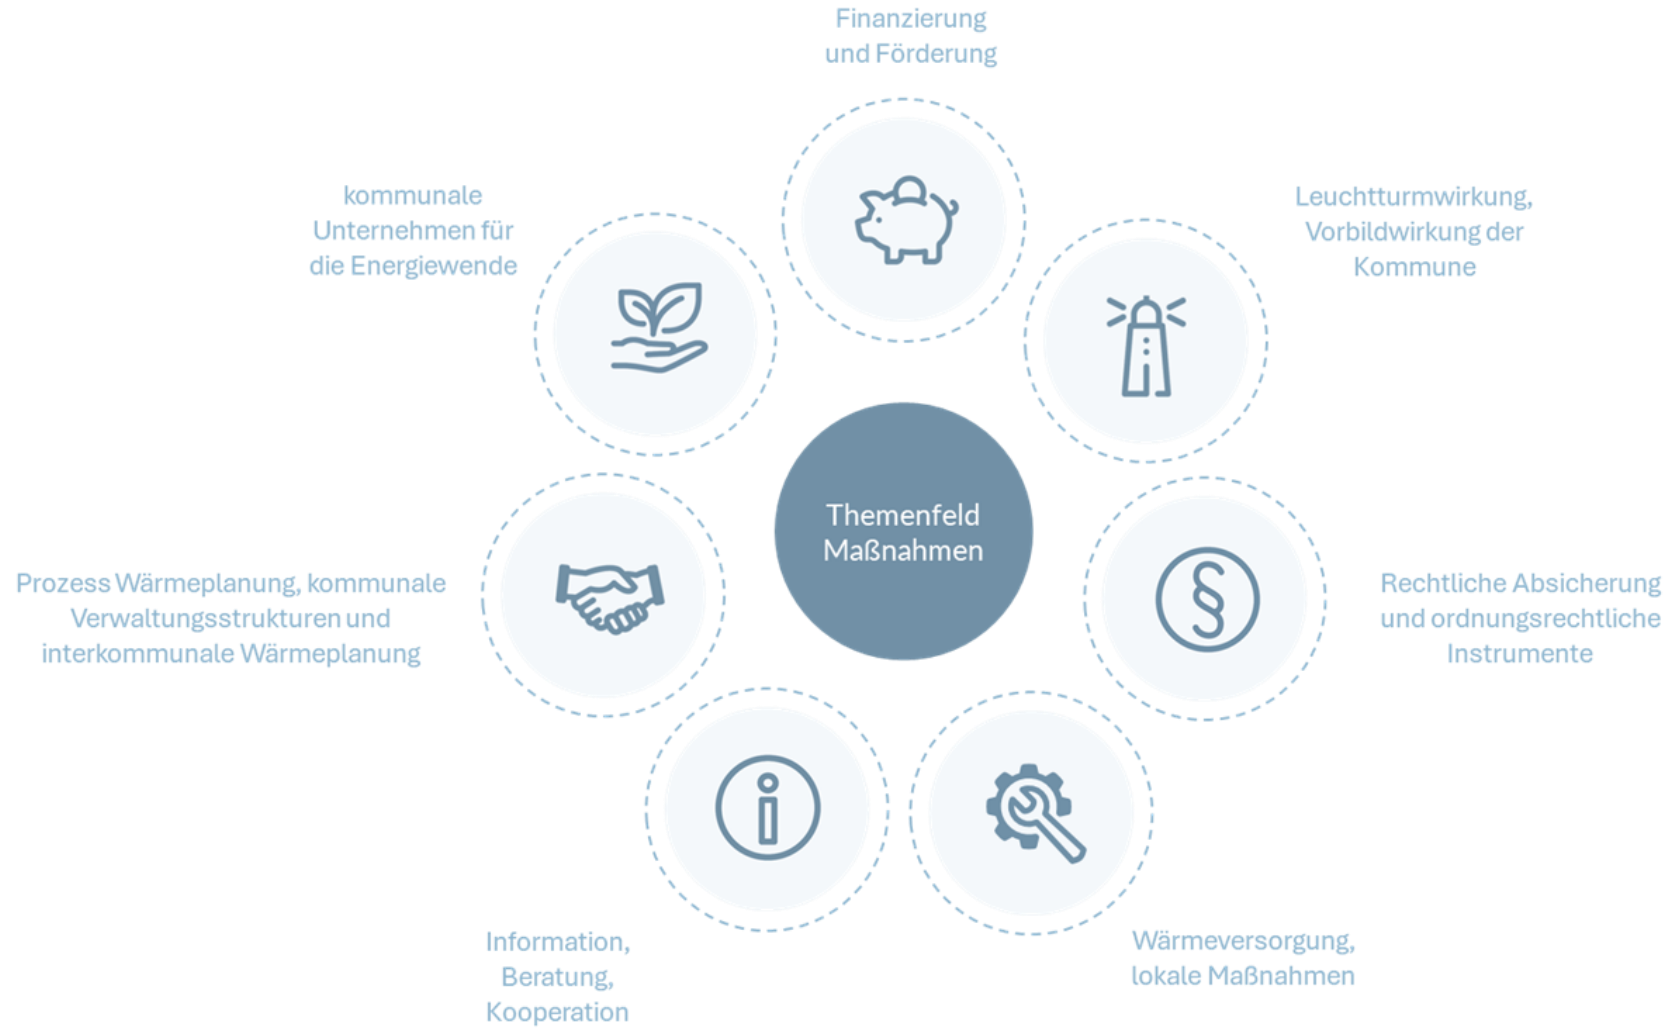 Finanzierung
und Förderung
kommunale
Unternehmen für
die Energiewende
Leuchtturmwirkung,
Vorbildwirkung der
Kommune
Themenfeld
Maßnahmen
Prozess Wärmeplanung, kommunale
Verwaltungsstrukturen und
interkommunale Wärmeplanung
§
Rechtliche Absicherung
und ordnungsrechtliche
Instrumente
i
Information,
Beratung,
Kooperation
Wärmeversorgung,
lokale Maßnahmen